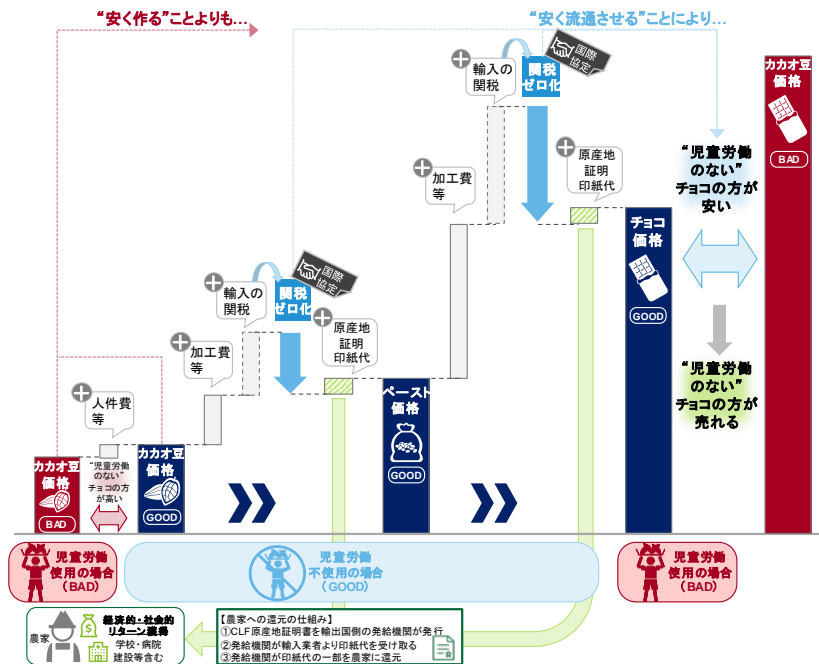 “安く作る”ことよりも…
“安く流通させる”ことにより…
カカオ豆
価格
BAD
人件費
等
“児童労働
のない”
チョコの方
が高い
カカオ豆
価格
GOOD
加工費
等
輸入の
関税
関税
ゼロ化
国際
協定
原産地
証明
印紙代
ペースト
価格
GOOD
加工費
等
輸入の
関税
関税
ゼロ化
国際
協定
原産地
証明
印紙代
チョコ
価格
GOOD
“児童労働
のない”
チョコの方が
安い
“児童労働
のない”
チョコの方が
売れる
カカオ豆
価格
BAD
児童労働
使用の場合
（BAD）
児童労働
不使用の場合
（GOOD）
児童労働
使用の場合
（BAD）
農家
経済的・社会的
リターン獲得
学校・病院
建設等含む
【農家への還元の仕組み】
①CLF原産地証明書を輸出国側の発給機関が発行
②発給機関が輸入業者より印紙代を受け取る
③発給機関が印紙代の一部を農家に還元